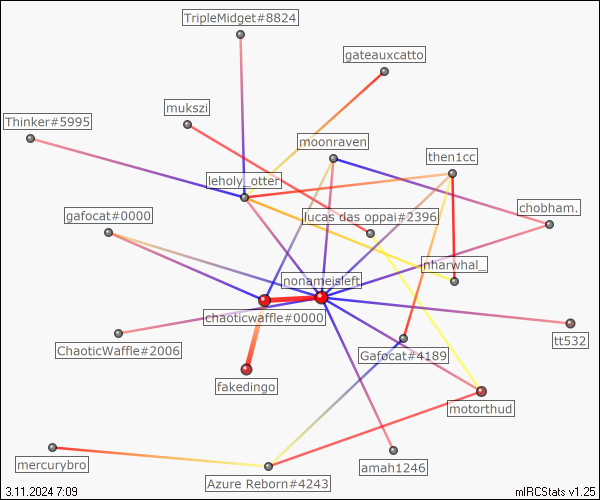 TripleMidget#8824
gateauxcatto
mukszi
Thinker#5995
moonraven
then1cc
leholy_otter
chobham.
gafocat#0000
lucas das oppai#2396
nharwhal_
nonameisleft
chaoticwaffle#0000
tt532
ChaoticWaffle#2006
Gafocat#4189
fakedingo
motorthud
mercurybro
amah1246
Azure Reborn#4243
3.11.2024 7:09
mIRCStats v1.25